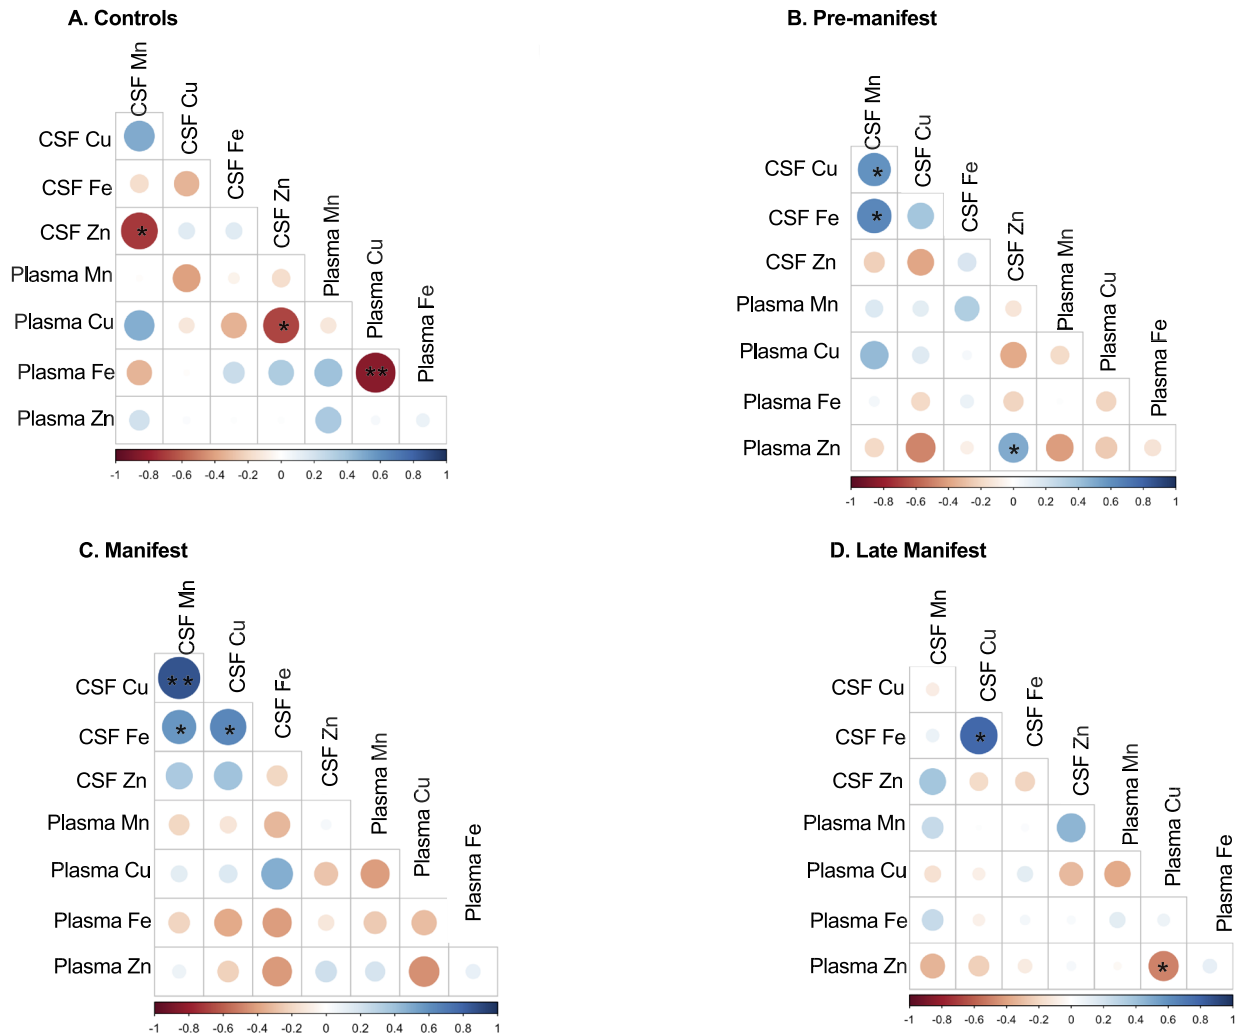 A. Controls
CSF Mn
CSF Cu
CSF Fe
CSF Zn
Plasma Mn
Plasma Cu
Plasma Fe
CSF Cu
CSF Fe
CSF Zn *
Plasma Mn
Plasma Cu *
Plasma Fe **
Plasma Zn
-1 -0.8 -0.6 -0.4 -0.2 0 0.2 0.4 0.6 0.8 1
B. Pre-manifest
CSF Mn
CSF Cu
CSF Fe
CSF Zn
Plasma Mn
Plasma Cu
Plasma Fe
CSF Cu *
CSF Fe *
CSF Zn
Plasma Mn
Plasma Cu
Plasma Fe
Plasma Zn *
-1 -0.8 -0.6 -0.4 -0.2 0 0.2 0.4 0.6 0.8 1
C. Manifest
CSF Mn
CSF Cu
CSF Fe
CSF Zn
Plasma Mn
Plasma Cu
Plasma Fe
CSF Cu **
CSF Fe * *
CSF Zn
Plasma Mn
Plasma Cu
Plasma Fe
Plasma Zn
-1 -0.8 -0.6 -0.4 -0.2 0 0.2 0.4 0.6 0.8 1
D. Late Manifest
CSF Mn
CSF Cu
CSF Fe
CSF Zn
Plasma Mn
Plasma Cu
Plasma Fe
CSF Cu
CSF Fe *
CSF Zn
Plasma Mn
Plasma Cu
Plasma Fe
Plasma Zn *
-1 -0.8 -0.6 -0.4 -0.2 0 0.2 0.4 0.6 0.8 1